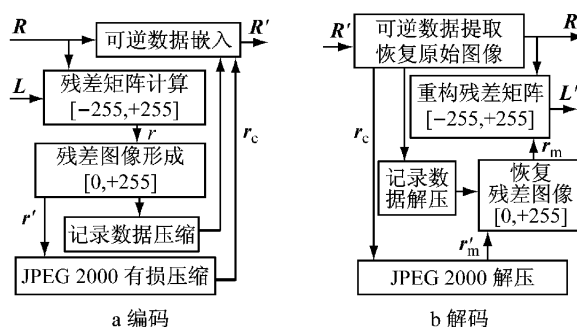 R
可逆数据嵌入
R'
L
残差矩阵计算
[−255,+255]
r
残差图像形成
[0,+255]
r'
记录数据压缩
JPEG 2000 有损压缩
rc
a 编码
R'
可逆数据提取
恢复原始图像
R
重构残差矩阵
[−255,+255]
L'
rc
rm
记录数
据解压
恢复
残差图像
[0,+255]
r'm
JPEG 2000 解压
b 解码